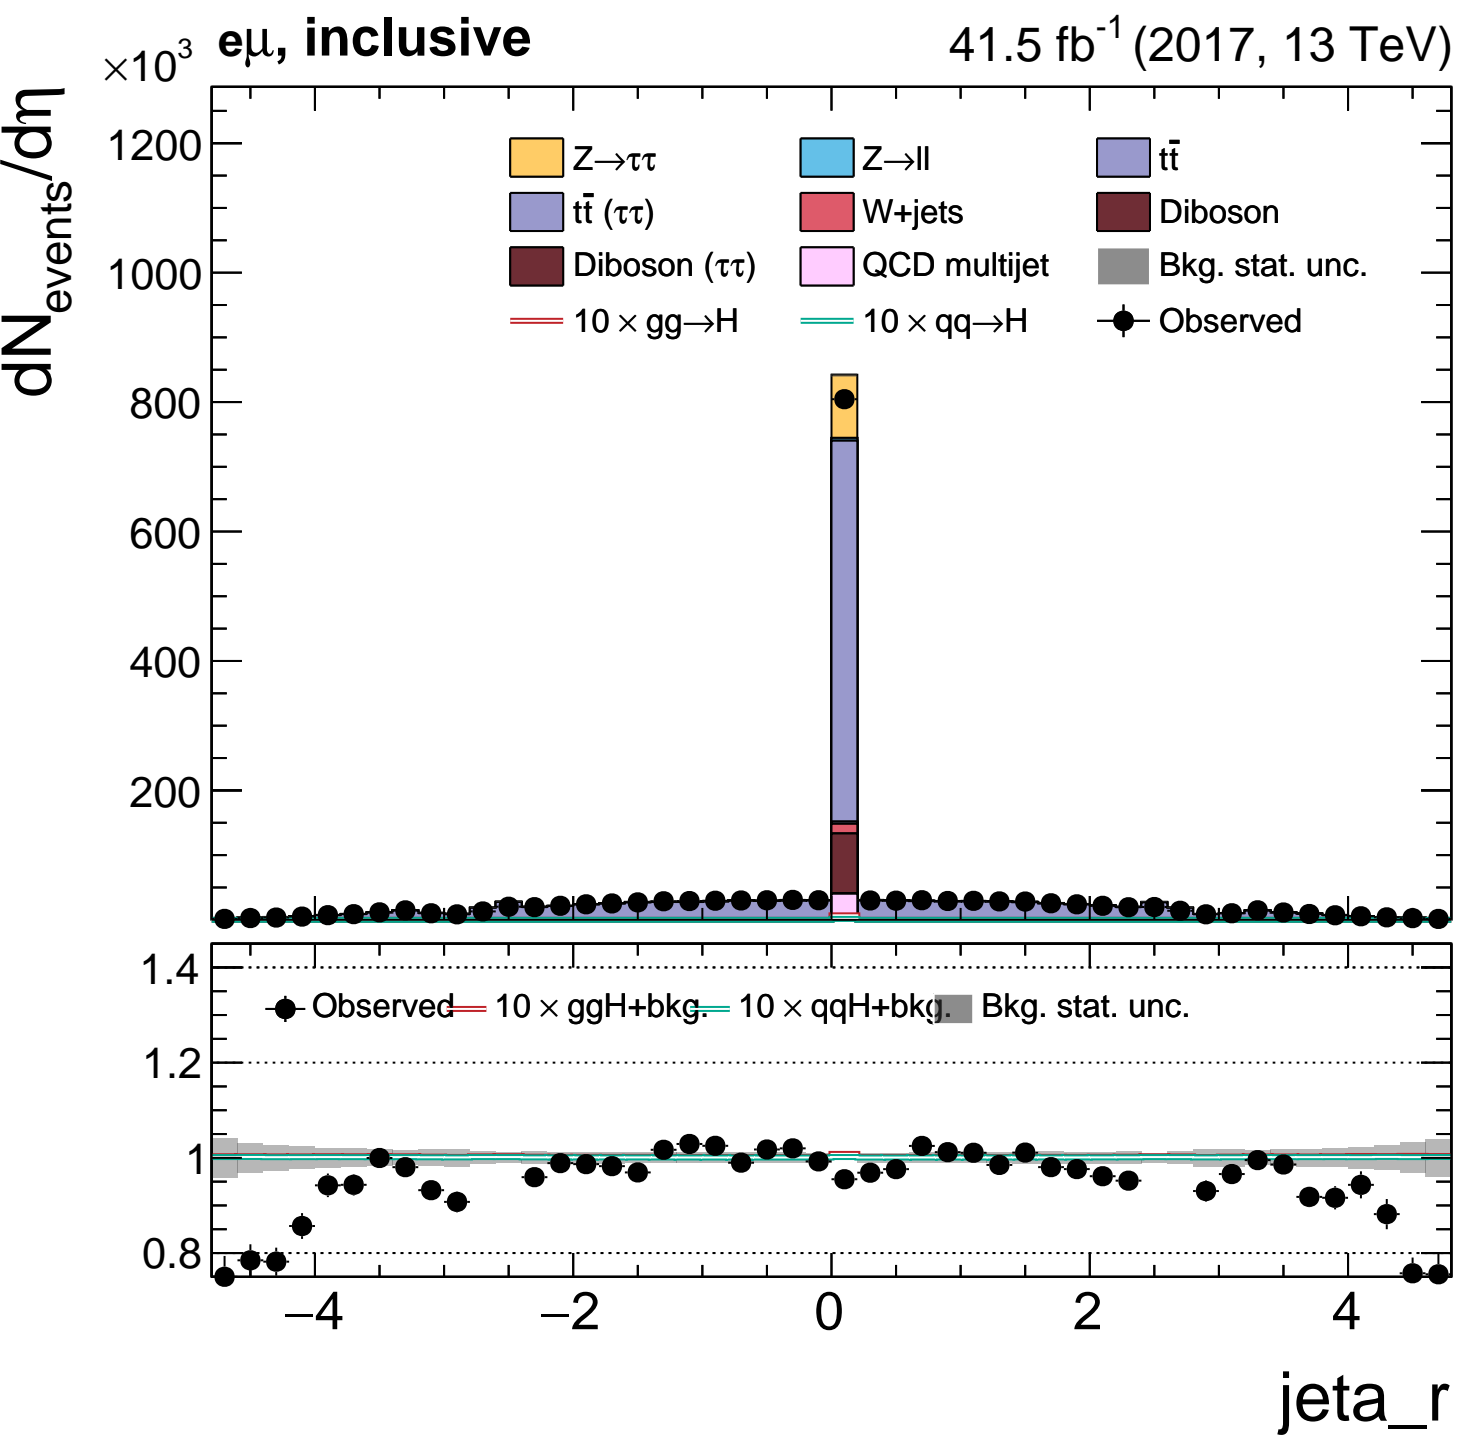 eμ, inclusive 41.5 fb⁻¹ (2017, 13 TeV)
×10³
dN_events/dη
1200
1000
800
600
400
200
Z→ττ Z→ll tt̄
tt̄ (ττ) W+jets Diboson
Diboson (ττ) QCD multijet Bkg. stat. unc.
10 × gg→H 10 × qq→H Observed
1.4
1.2
1
0.8
Observed 10 × ggH+bkg. 10 × qqH+bkg. Bkg. stat. unc.
−4 −2 0 2 4
jeta_r